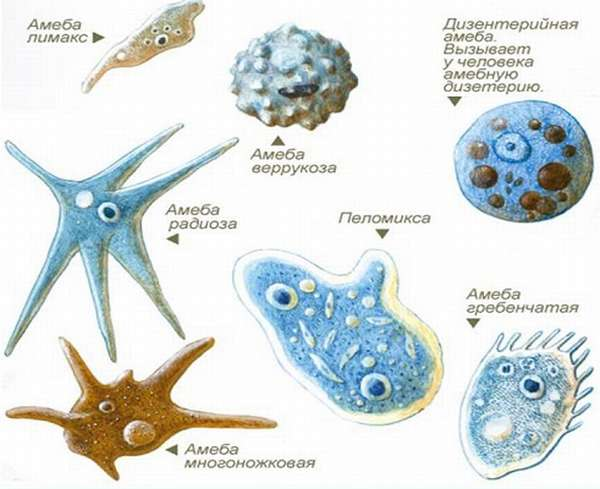 Амеба
лимакс
Дизентерийная
амеба.
Вызывает
у человека
амебную
дизетерию.
Амеба
веррукоза
Амеба
радиоза
Пеломикса
Амеба
гребенчатая
Амеба
многоножковая